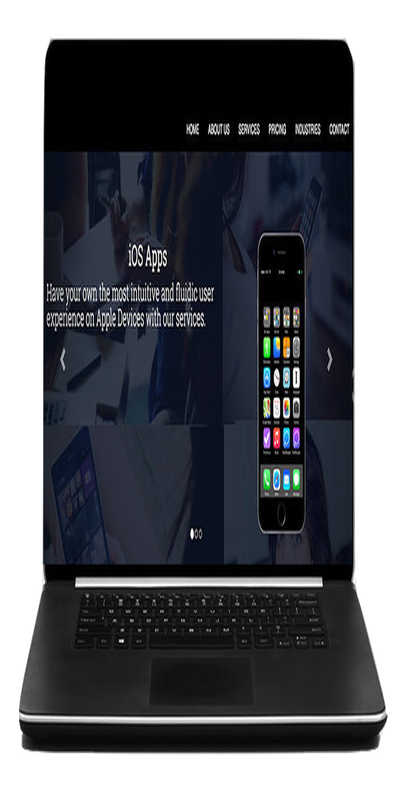 HOME ABOUT US SERVICES PRICING INDUSTRIES CONTACT
iOS Apps
Have your own the most intuitive and fluidic user
experience on Apple Devices with our services.